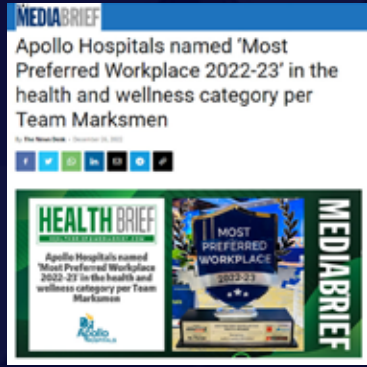 MEDIABRIEF
Apollo Hospitals named ‘Most
Preferred Workplace 2022-23’ in the
health and wellness category per
Team Marksmen
By The News Desk -
HEALTH BRIEF
Apollo Hospitals named
'Most Preferred Workplace
2022-23' in the health and
wellness category per Team
Marksmen
Apollo
HOSPITALS
MOST
PREFERRED
WORKPLACE
2022-23
MEDIABRIEF